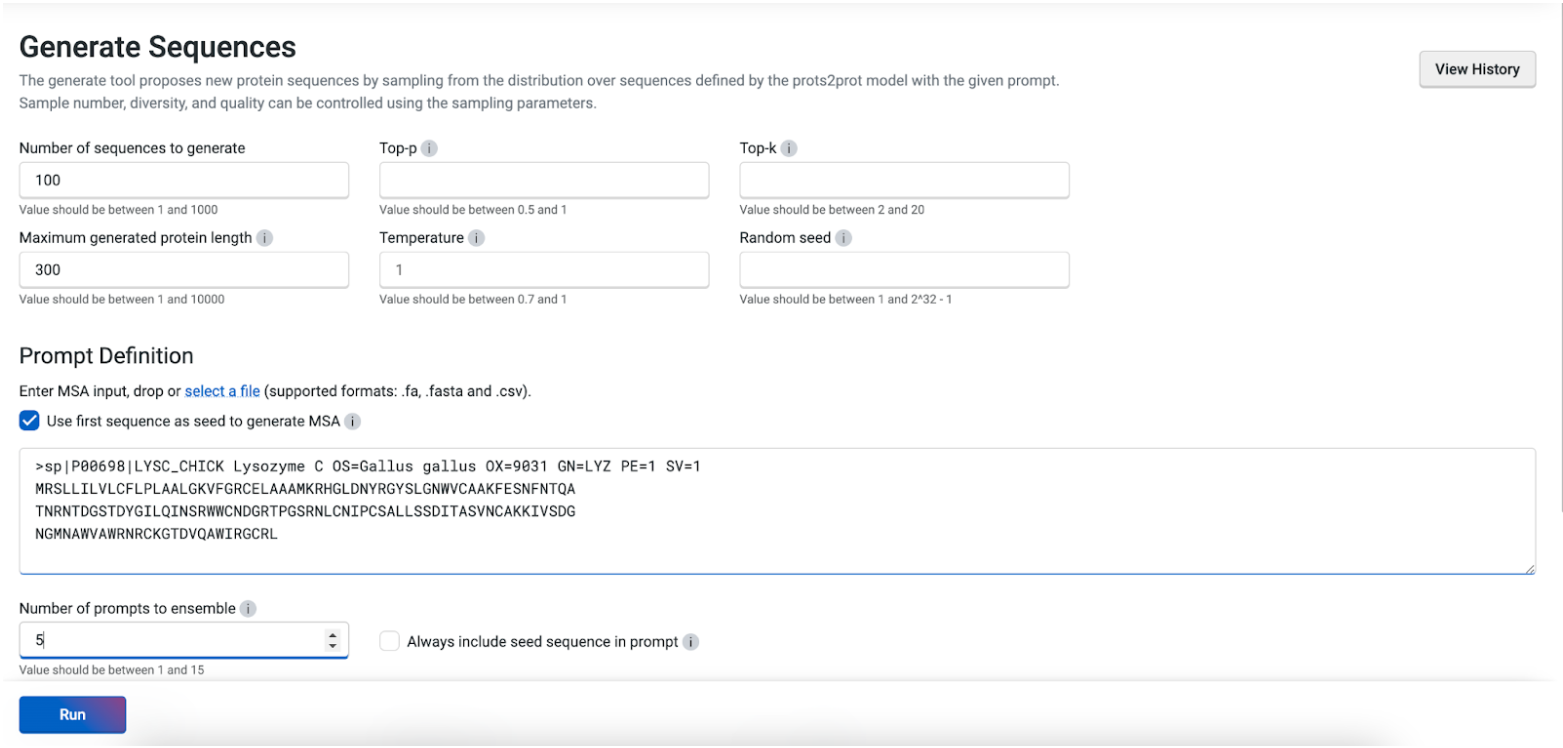 Generate Sequences
The generate tool proposes new protein sequences by sampling from the distribution over sequences defined by the prots2prot model with the given prompt.
Sample number, diversity, and quality can be controlled using the sampling parameters.
View History
Number of sequences to generate
Top-p i
Top-k i
100
Value should be between 1 and 1000
Value should be between 0.5 and 1
Value should be between 2 and 20
Maximum generated protein length i
Temperature i
Random seed i
300
1
Value should be between 1 and 10000
Value should be between 0.7 and 1
Value should be between 1 and 2^32 - 1
Prompt Definition
Enter MSA input, drop or select a file (supported formats: .fa, .fasta and .csv).
Use first sequence as seed to generate MSA i
>sp|P00698|LYSC_CHICK Lysozyme C OS=Gallus gallus OX=9031 GN=LYZ PE=1 SV=1
MRSLLILVLCFLPLAALGKVFGRCELAAAMKRHGLDNYRGYSLGNWVCAAKFESNFNTQA
TNRNTDGSTDYGILQINSRWWCNDGRTPGSRNLCNIPCSALLSSDITASVNCAKKIVSDG
NGMNAWVAWRNRCKGTDVQAWIRGCRL
Number of prompts to ensemble i
5
Always include seed sequence in prompt i
Value should be between 1 and 15
Run